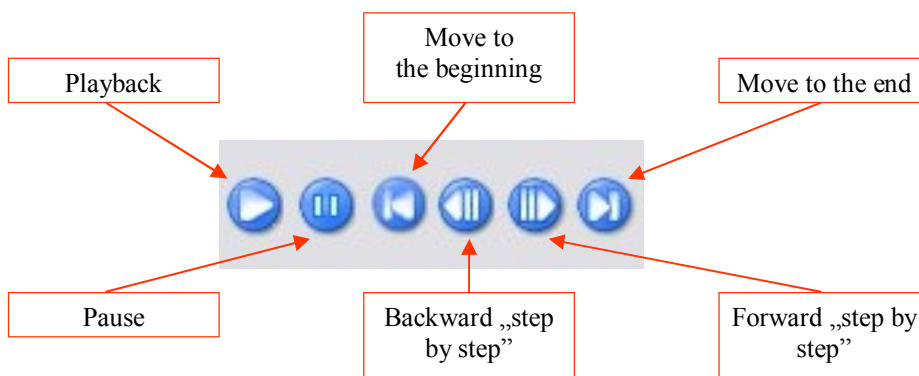 Move to
the beginning
Playback
Move to the end
Pause
Backward „step
by step”
Forward „step by
step”